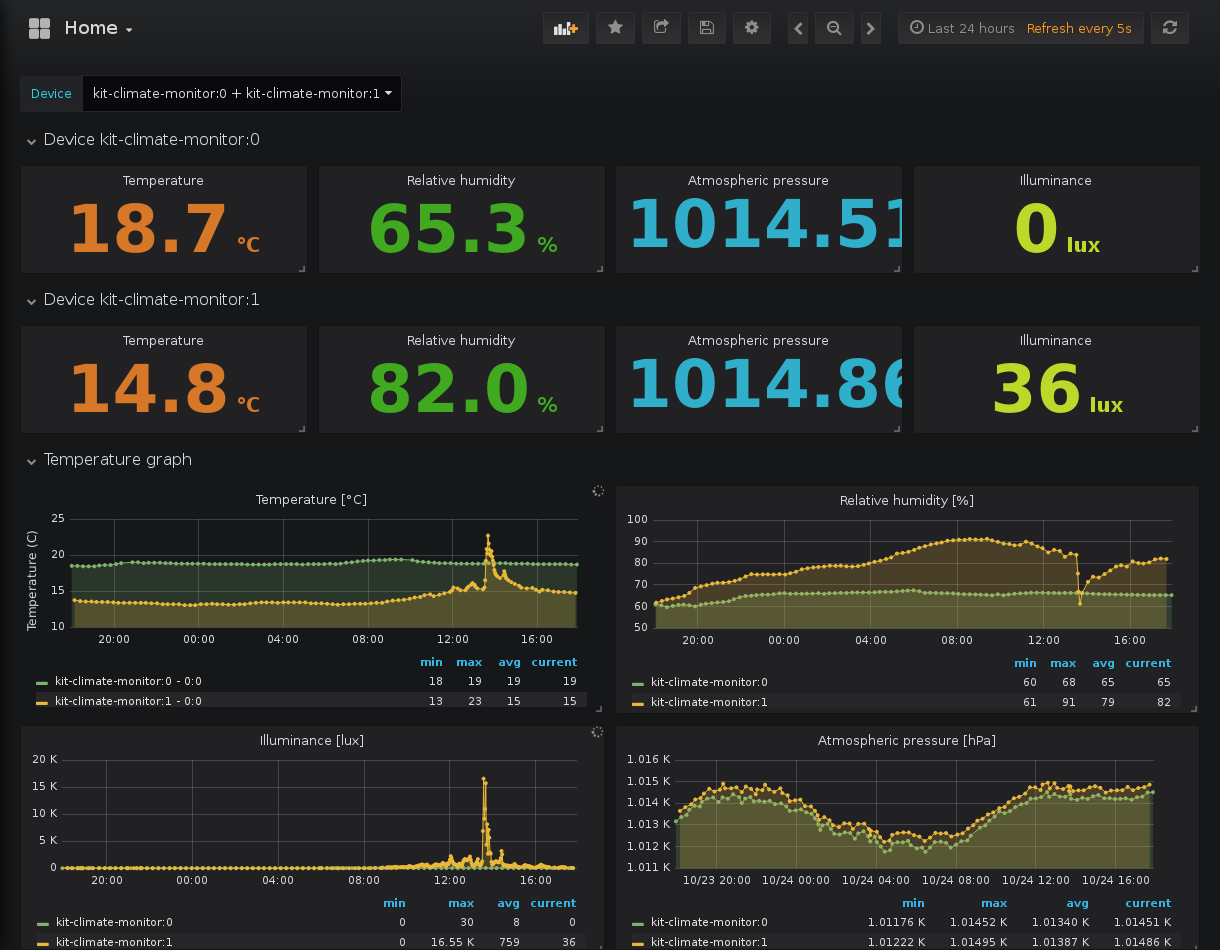 Home
Last 24 hours Refresh every 5s
Device kit-climate-monitor:0 + kit-climate-monitor:1
Device kit-climate-monitor:0
Temperature Relative humidity Atmospheric pressure Illuminance
18.7 °C 65.3 % 1014.51 0 lux
Device kit-climate-monitor:1
Temperature Relative humidity Atmospheric pressure Illuminance
14.8 °C 82.0 % 1014.86 36 lux
Temperature graph
Temperature [°C]
Temperature (C)
25
20
15
10
20:00 00:00 04:00 08:00 12:00 16:00
min max avg current
kit-climate-monitor:0 - 0:0 18 19 19 19
kit-climate-monitor:1 - 0:0 13 23 15 15
Relative humidity [%]
100
90
80
70
60
50
20:00 00:00 04:00 08:00 12:00 16:00
min max avg current
kit-climate-monitor:0 60 68 65 65
kit-climate-monitor:1 61 91 79 82
Illuminance [lux]
20 K
15 K
10 K
5 K
0
20:00 00:00 04:00 08:00 12:00 16:00
min max avg current
kit-climate-monitor:0 0 30 8 0
kit-climate-monitor:1 0 16.55 K 759 36
Atmospheric pressure [hPa]
1.016 K
1.015 K
1.014 K
1.013 K
1.012 K
1.011 K
10/23 20:00 10/24 00:00 10/24 04:00 10/24 08:00 10/24 12:00 10/24 16:00
min max avg current
kit-climate-monitor:0 1.01176 K 1.01452 K 1.01340 K 1.01451 K
kit-climate-monitor:1 1.01222 K 1.01495 K 1.01387 K 1.01486 K